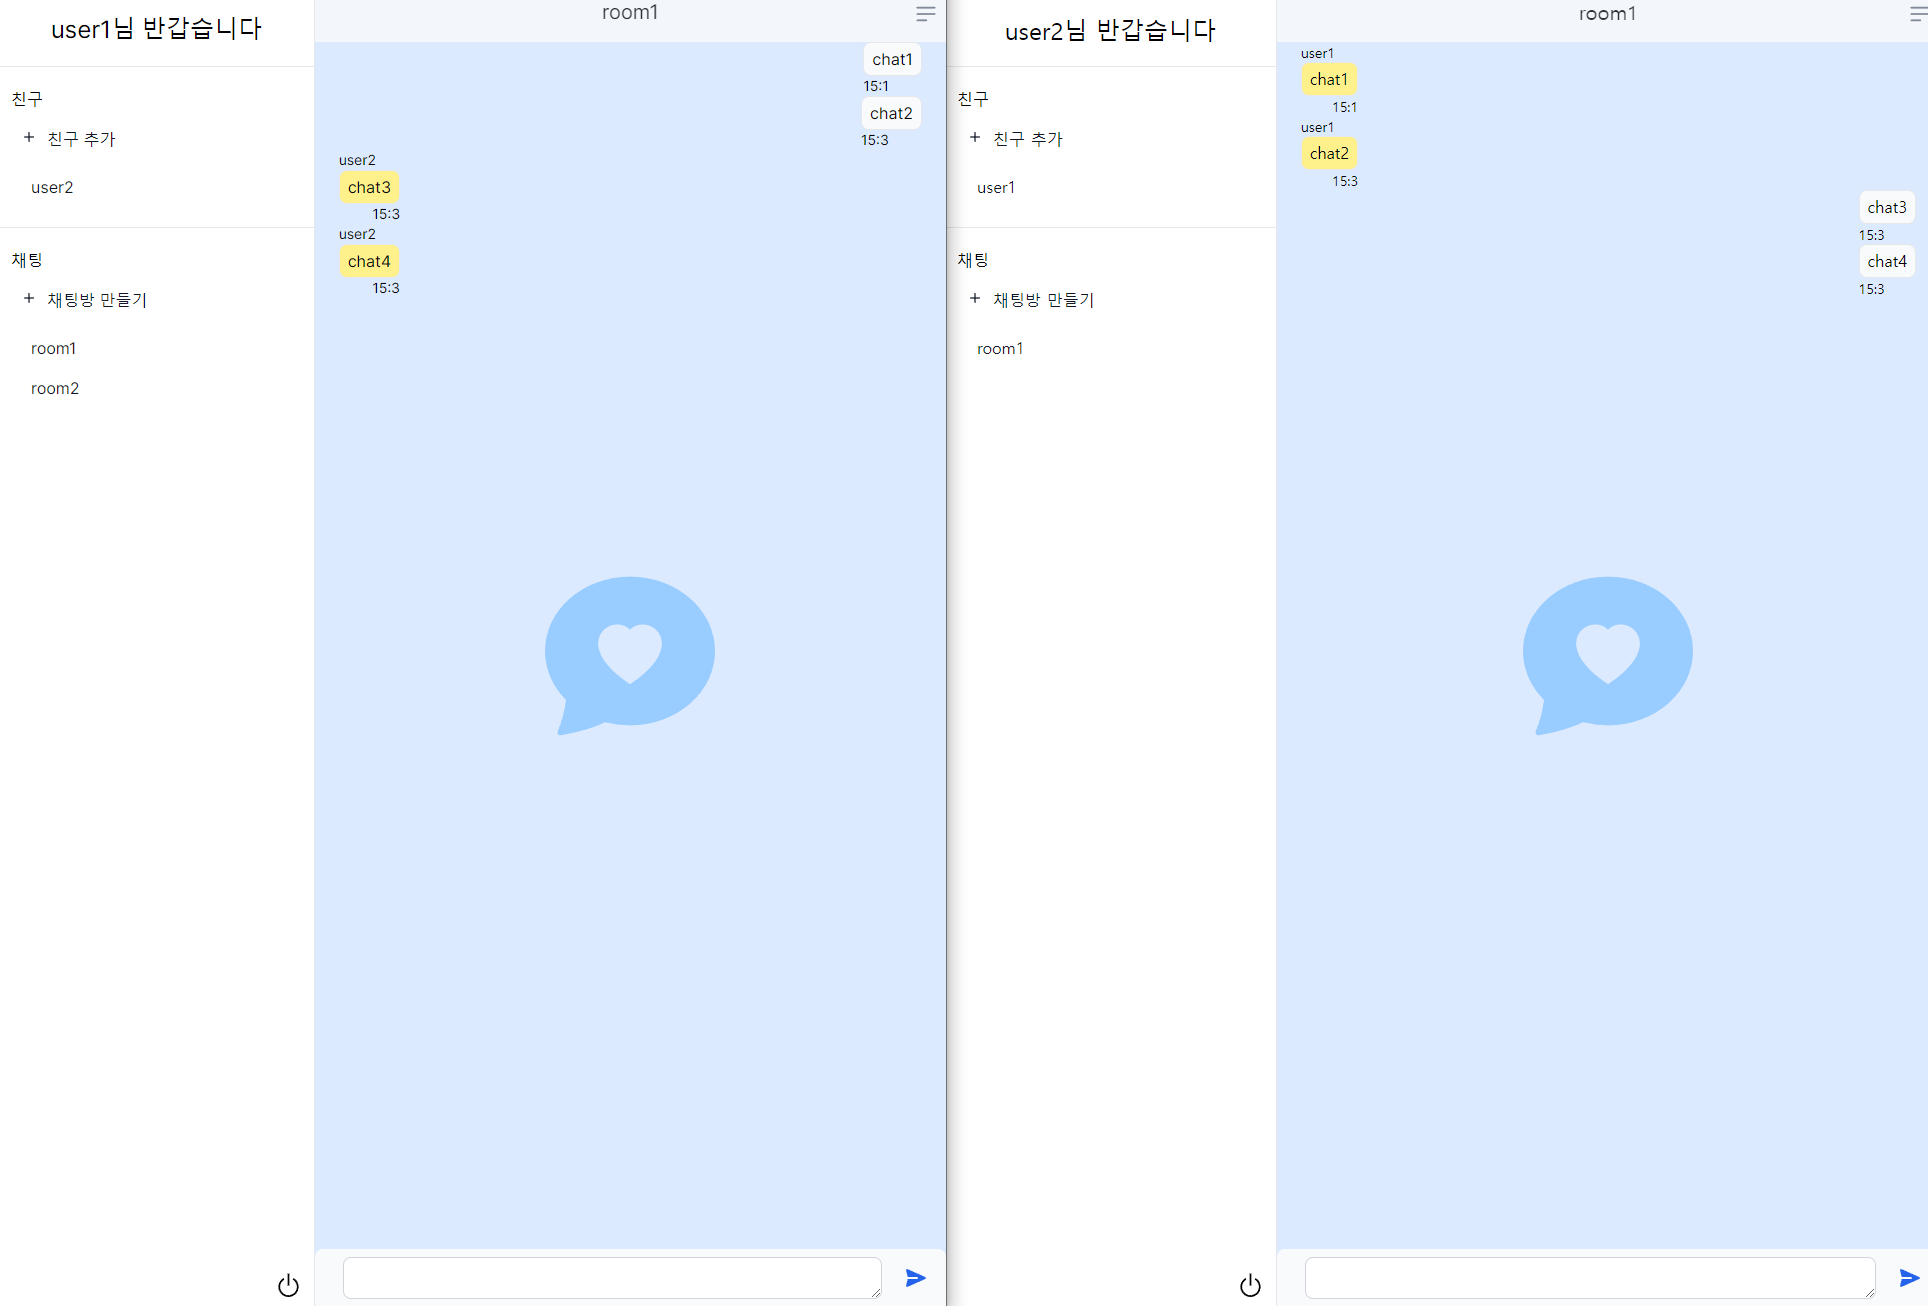 user1님 반갑습니다
친구
+ 친구 추가
user2
채팅
+ 채팅방 만들기
room1
room2
room1
chat1
15:1
chat2
15:3
user2
chat3
15:3
user2
chat4
15:3
user2님 반갑습니다
친구
+ 친구 추가
user1
채팅
+ 채팅방 만들기
room1
room1
user1
chat1
15:1
user1
chat2
15:3
chat3
15:3
chat4
15:3